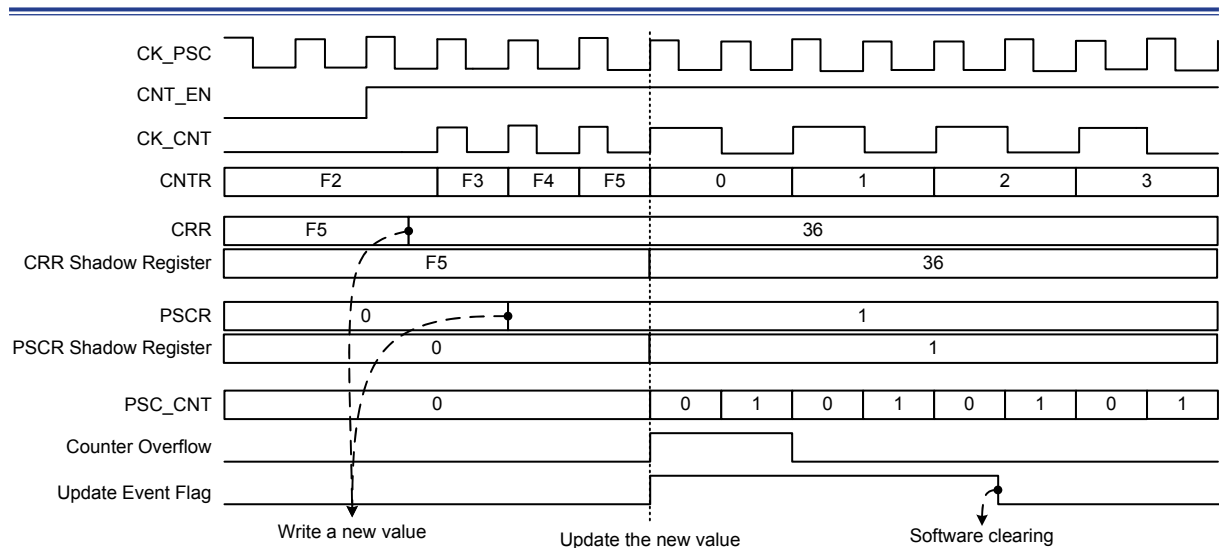 CK_PSC
CNT_EN
CK_CNT
CNTR F2 F3 F4 F5 0 1 2 3
CRR F5 36
CRR Shadow Register F5 36
PSCR 0 1
PSCR Shadow Register 0 1
PSC_CNT 0 0 1 0 1 0 1 0 1
Counter Overflow
Update Event Flag
Write a new value Update the new value Software clearing